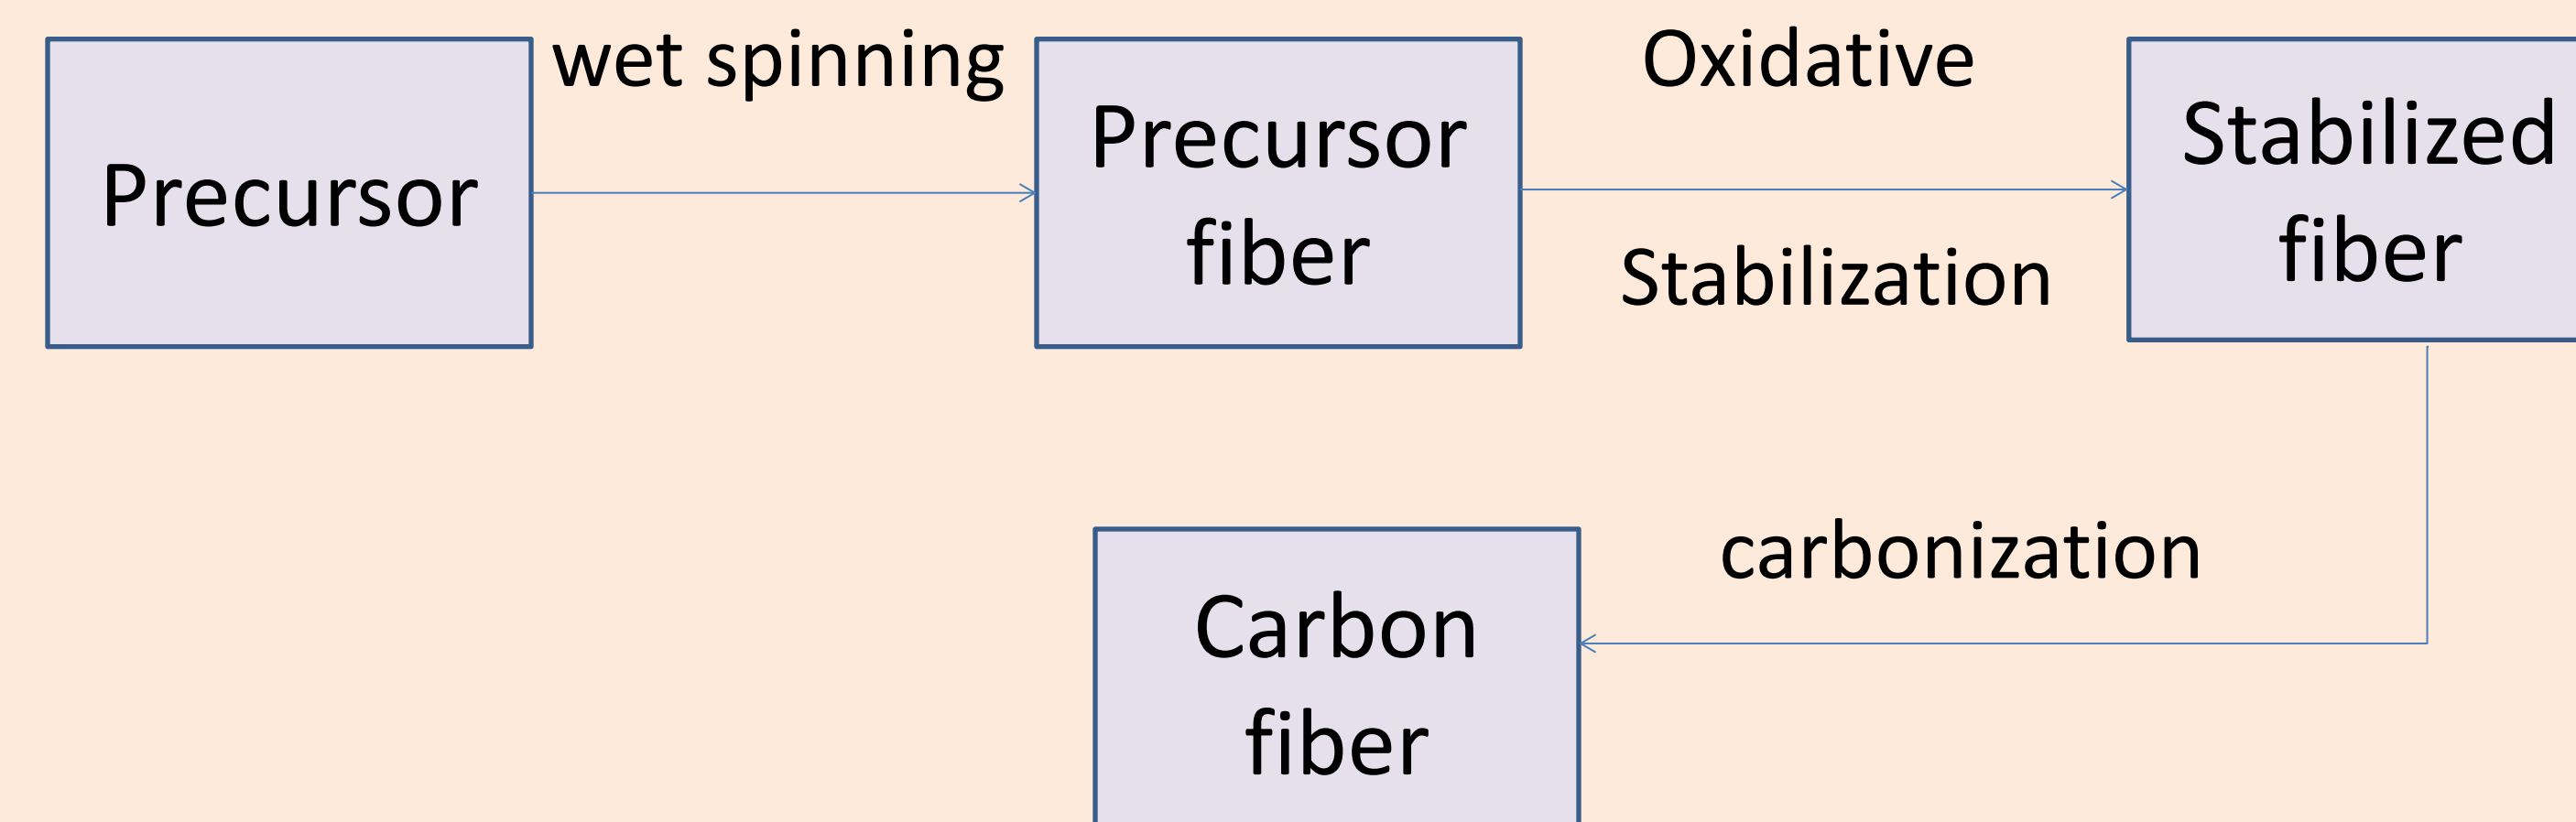 Precursor
wet spinning
Precursor
fiber
Oxidative
Stabilization
Stabilized
fiber
carbonization
Carbon
fiber